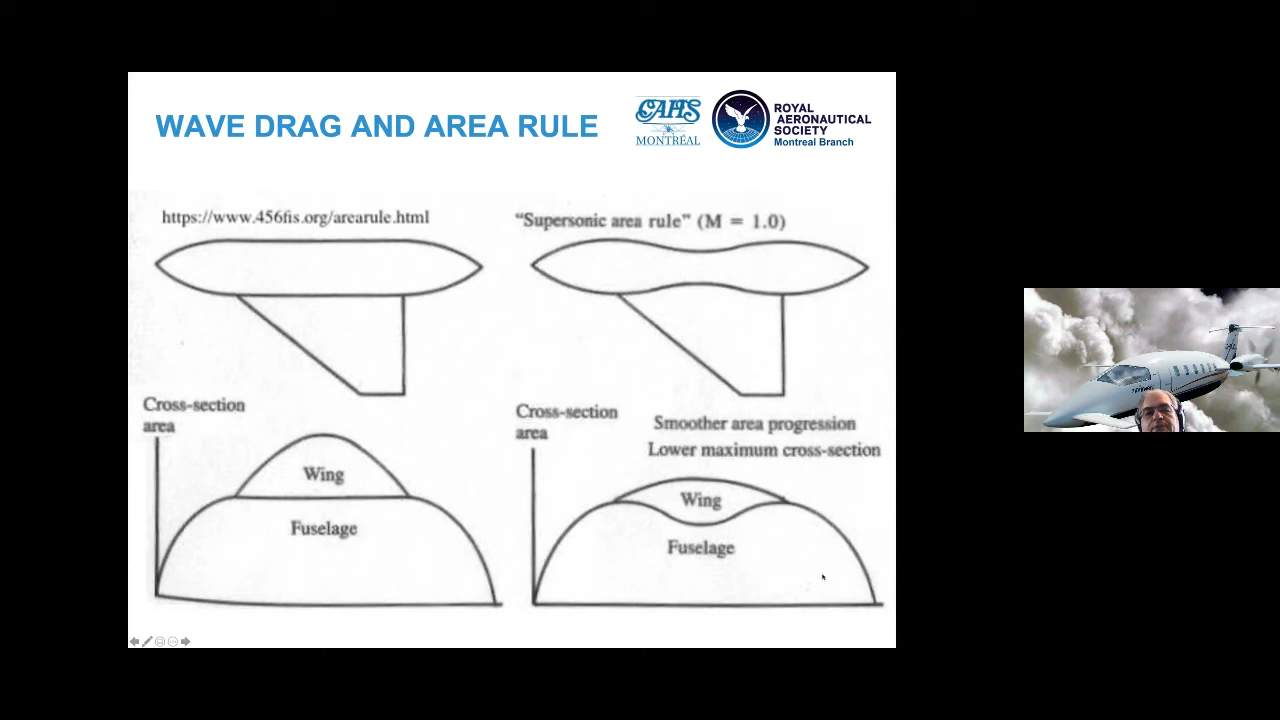 WAVE DRAG AND AREA RULE
CAHS
MONTRÉAL
ROYAL
AERONAUTICAL
SOCIETY
Montreal Branch
https://www.456fis.org/arearule.html
“Supersonic area rule” (M = 1.0)
Cross-section
area
Wing
Fuselage
Cross-section
area
Smoother area progression
Lower maximum cross-section
Wing
Fuselage